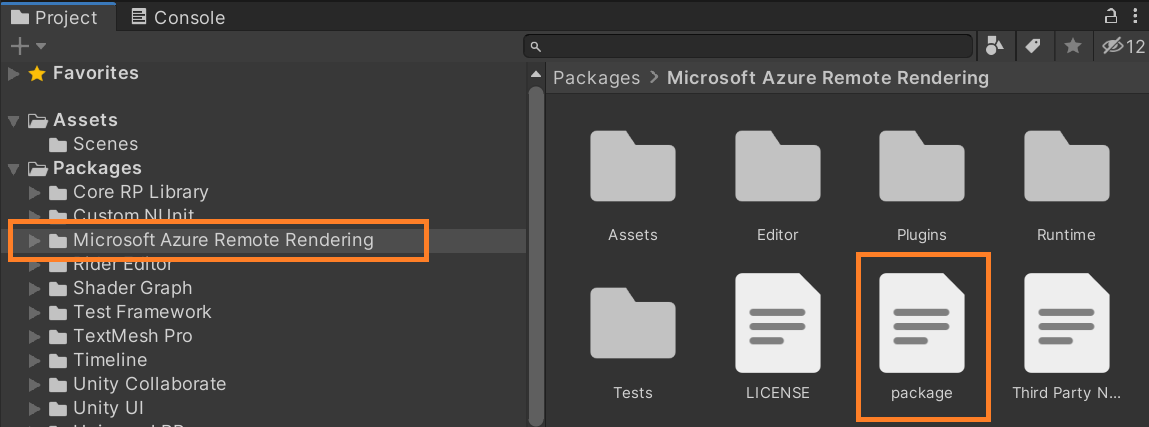 Project
Console
12
Favorites
Assets
Scenes
Packages
Core RP Library
Custom NUnit
Microsoft Azure Remote Rendering
Rider Editor
Shader Graph
Test Framework
TextMesh Pro
Timeline
Unity Collaborate
Unity UI
Packages > Microsoft Azure Remote Rendering
Assets
Editor
Plugins
Runtime
Tests
LICENSE
package
Third Party N...